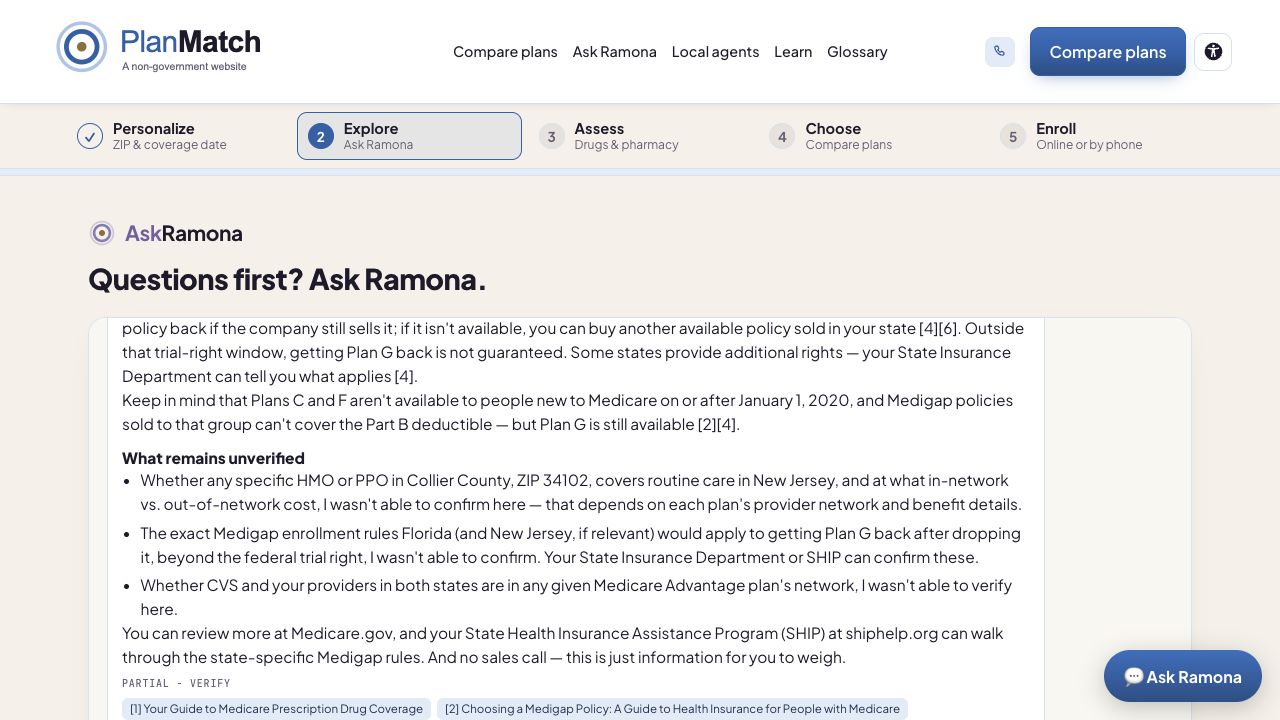 PlanMatch
A non-government website
Compare plans Ask Ramona Local agents Learn Glossary
Compare plans
Personalize
ZIP & coverage date
2
Explore
Ask Ramona
3
Assess
Drugs & pharmacy
4
Choose
Compare plans
5
Enroll
Online or by phone
AskRamona
Questions first? Ask Ramona.
policy back if the company still sells it; if it isn't available, you can buy another available policy sold in your state [4][6]. Outside
that trial-right window, getting Plan G back is not guaranteed. Some states provide additional rights — your State Insurance
Department can tell you what applies [4].
Keep in mind that Plans C and F aren't available to people new to Medicare on or after January 1, 2020, and Medigap policies
sold to that group can't cover the Part B deductible — but Plan G is still available [2][4].
What remains unverified
• Whether any specific HMO or PPO in Collier County, ZIP 34102, covers routine care in New Jersey, and at what in-network
vs. out-of-network cost, I wasn't able to confirm here — that depends on each plan's provider network and benefit details.
• The exact Medigap enrollment rules Florida (and New Jersey, if relevant) would apply to getting Plan G back after dropping
it, beyond the federal trial right, I wasn't able to confirm. Your State Insurance Department or SHIP can confirm these.
• Whether CVS and your providers in both states are in any given Medicare Advantage plan's network, I wasn't able to verify
here.
You can review more at Medicare.gov, and your State Health Insurance Assistance Program (SHIP) at shiphelp.org can walk
through the state-specific Medigap rules. And no sales call — this is just information for you to weigh.
PARTIAL - VERIFY
[1] Your Guide to Medicare Prescription Drug Coverage [2] Choosing a Medigap Policy: A Guide to Health Insurance for People with Medicare
Ask Ramona